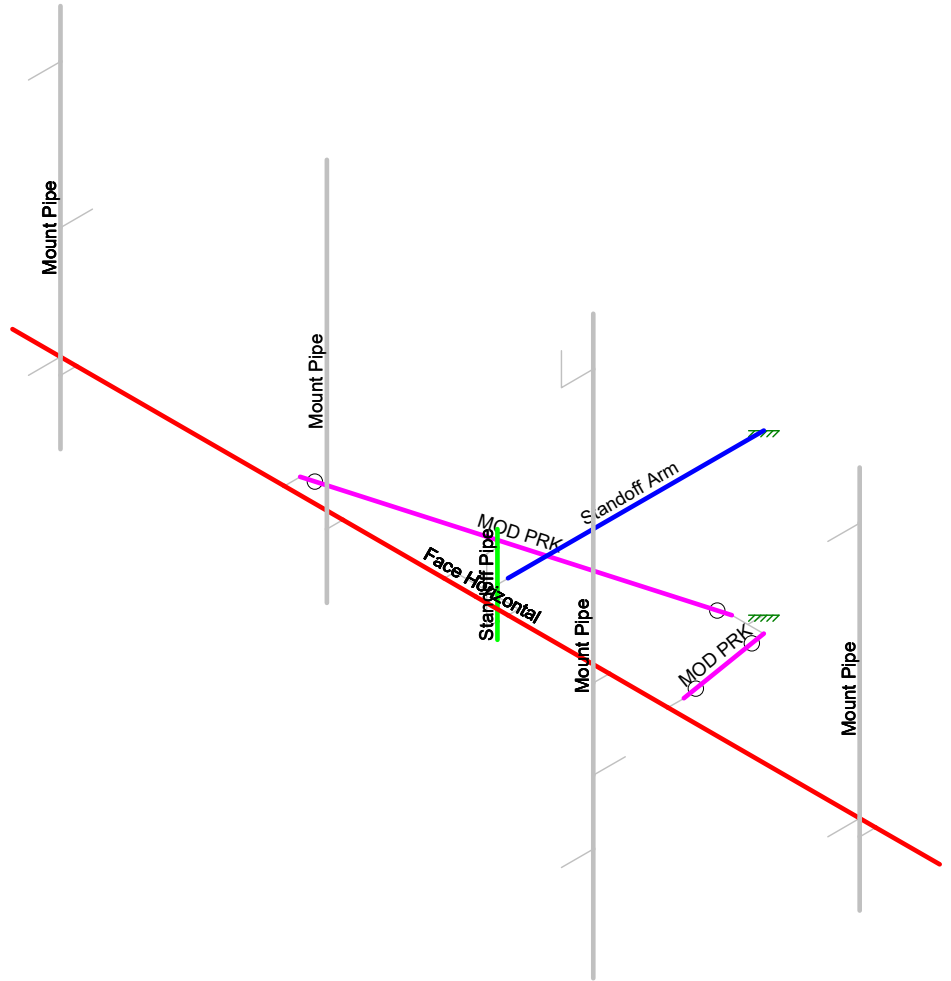 Mount Pipe
Mount Pipe
Standoff Arm
MOD PRK
Standoff Pipe
Face Horizontal
Mount Pipe
MOD PRK
Mount Pipe